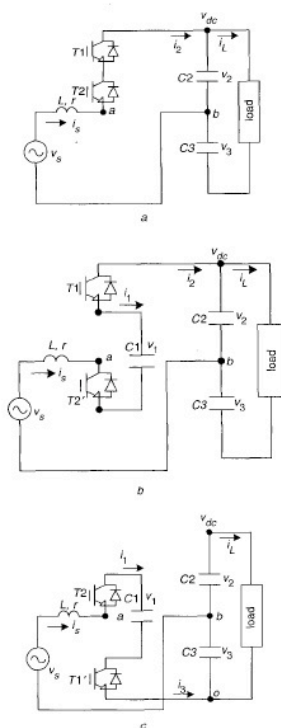 v_dc
i_2
i_L
T1
C2
v_2
T2
L, r
a
b
load
i_s
C3
v_3
v_s
a
v_dc
i_2
i_L
T1
i_1
C2
v_2
L, r
a
C1
v_1
b
load
i_s
T2'
C3
v_3
v_s
b
v_dc
i_L
i_1
T2
C2
v_2
L, r
a
C1
v_1
b
load
i_s
C3
v_3
v_s
T1'
i_3
o
c